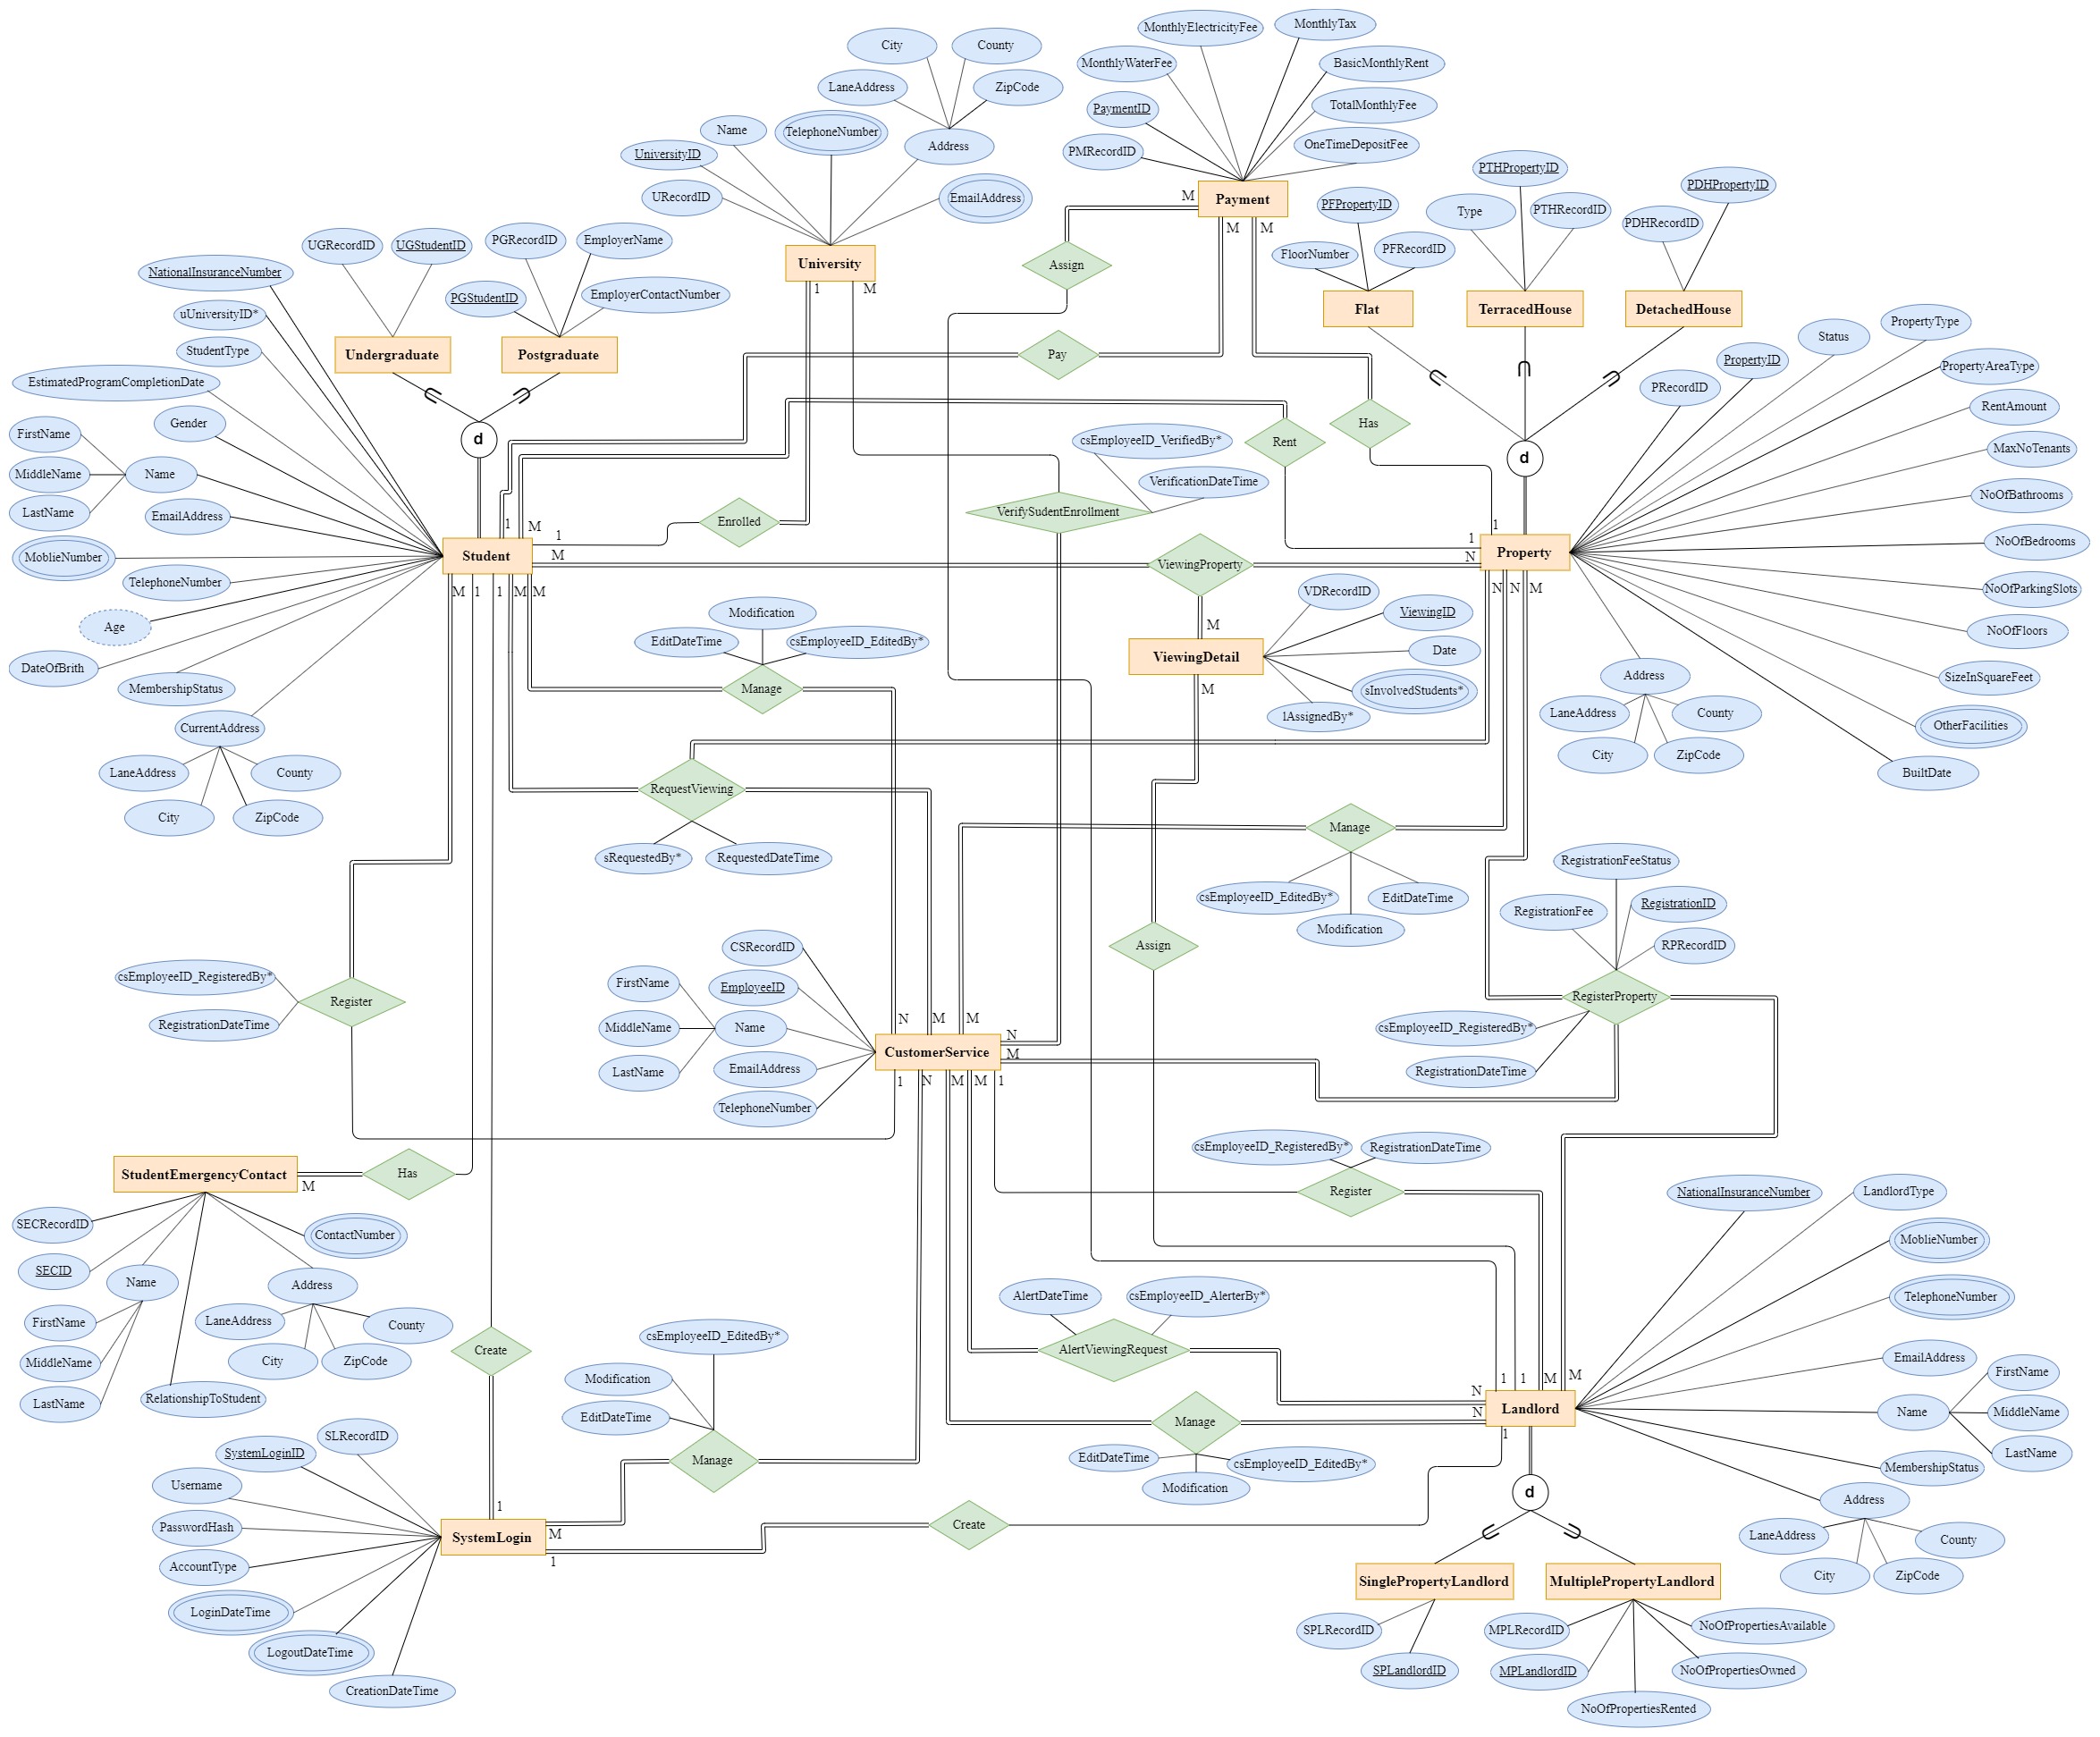 MonthlyElectricityFee
MonthlyTax
City
County
MonthlyWaterFee
BasicMonthlyRent
LaneAddress
ZipCode
PaymentID
TotalMonthlyFee
Name
TelephoneNumber
Address
PMRecordID
OneTimeDepositFee
UniversityID
URecordID
EmailAddress
M
Payment
M
M
PTHPropertyID
PDHPropertyID
PFPropertyID
Type
PTHRecordID
PDHRecordID
FloorNumber
PFRecordID
UGRecordID
UGStudentID
PGRecordID
EmployerName
University
1
M
Assign
NationalInsuranceNumber
PGStudentID
EmployerContactNumber
Flat
TerracedHouse
DetachedHouse
uUniversityID*
Undergraduate
Postgraduate
Pay
StudentType
EstimatedProgramCompletionDate
Gender
d
FirstName
MiddleName
Name
LastName
EmailAddress
MoblieNumber
TelephoneNumber
Age
DateOfBrith
MembershipStatus
CurrentAddress
LaneAddress
County
City
ZipCode
Status
PropertyType
PropertyID
PRecordID
PropertyAreaType
RentAmount
MaxNoTenants
NoOfBathrooms
NoOfBedrooms
NoOfParkingSlots
NoOfFloors
SizeInSquareFeet
OtherFacilities
BuiltDate
Address
LaneAddress
County
City
ZipCode
Has
Rent
csEmployeeID_VerifiedBy*
VerificationDateTime
VerifySudentEnrollment
d
Enrolled
1
M
1
M
Student
M
1
1
M
M
1
1
N
Property
N
N
M
ViewingProperty
M
VDRecordID
ViewingID
Date
sInvolvedStudents*
lAssignedBy*
ViewingDetail
M
Modification
EditDateTime
csEmployeeID_EditedBy*
Manage
RequestViewing
sRequestedBy*
RequestedDateTime
Manage
csEmployeeID_EditedBy*
EditDateTime
Modification
RegistrationFeeStatus
RegistrationFee
RegistrationID
RPRecordID
RegisterProperty
csEmployeeID_RegisteredBy*
RegistrationDateTime
Assign
csEmployeeID_RegisteredBy*
Register
RegistrationDateTime
CSRecordID
FirstName
EmployeeID
MiddleName
Name
LastName
EmailAddress
TelephoneNumber
N
M
M
N
M
CustomerService
1
N
M
M
1
csEmployeeID_RegisteredBy*
RegistrationDateTime
Register
StudentEmergencyContact
M
Has
SECRecordID
ContactNumber
SECID
Name
Address
FirstName
LaneAddress
County
MiddleName
City
ZipCode
LastName
RelationshipToStudent
Create
AlertDateTime
csEmployeeID_AlerterBy*
AlertViewingRequest
csEmployeeID_EditedBy*
Modification
EditDateTime
Manage
Manage
EditDateTime
csEmployeeID_EditedBy*
Modification
NationalInsuranceNumber
LandlordType
MoblieNumber
TelephoneNumber
EmailAddress
FirstName
Name
MiddleName
LastName
MembershipStatus
Address
LaneAddress
County
City
ZipCode
1
1
M
M
N
N
Landlord
1
d
SLRecordID
SystemLoginID
Username
PasswordHash
AccountType
LoginDateTime
LogoutDateTime
CreationDateTime
1
SystemLogin
M
1
Create
SinglePropertyLandlord
MultiplePropertyLandlord
SPLRecordID
SPLandlordID
MPLRecordID
NoOfPropertiesAvailable
MPLandlordID
NoOfPropertiesOwned
NoOfPropertiesRented